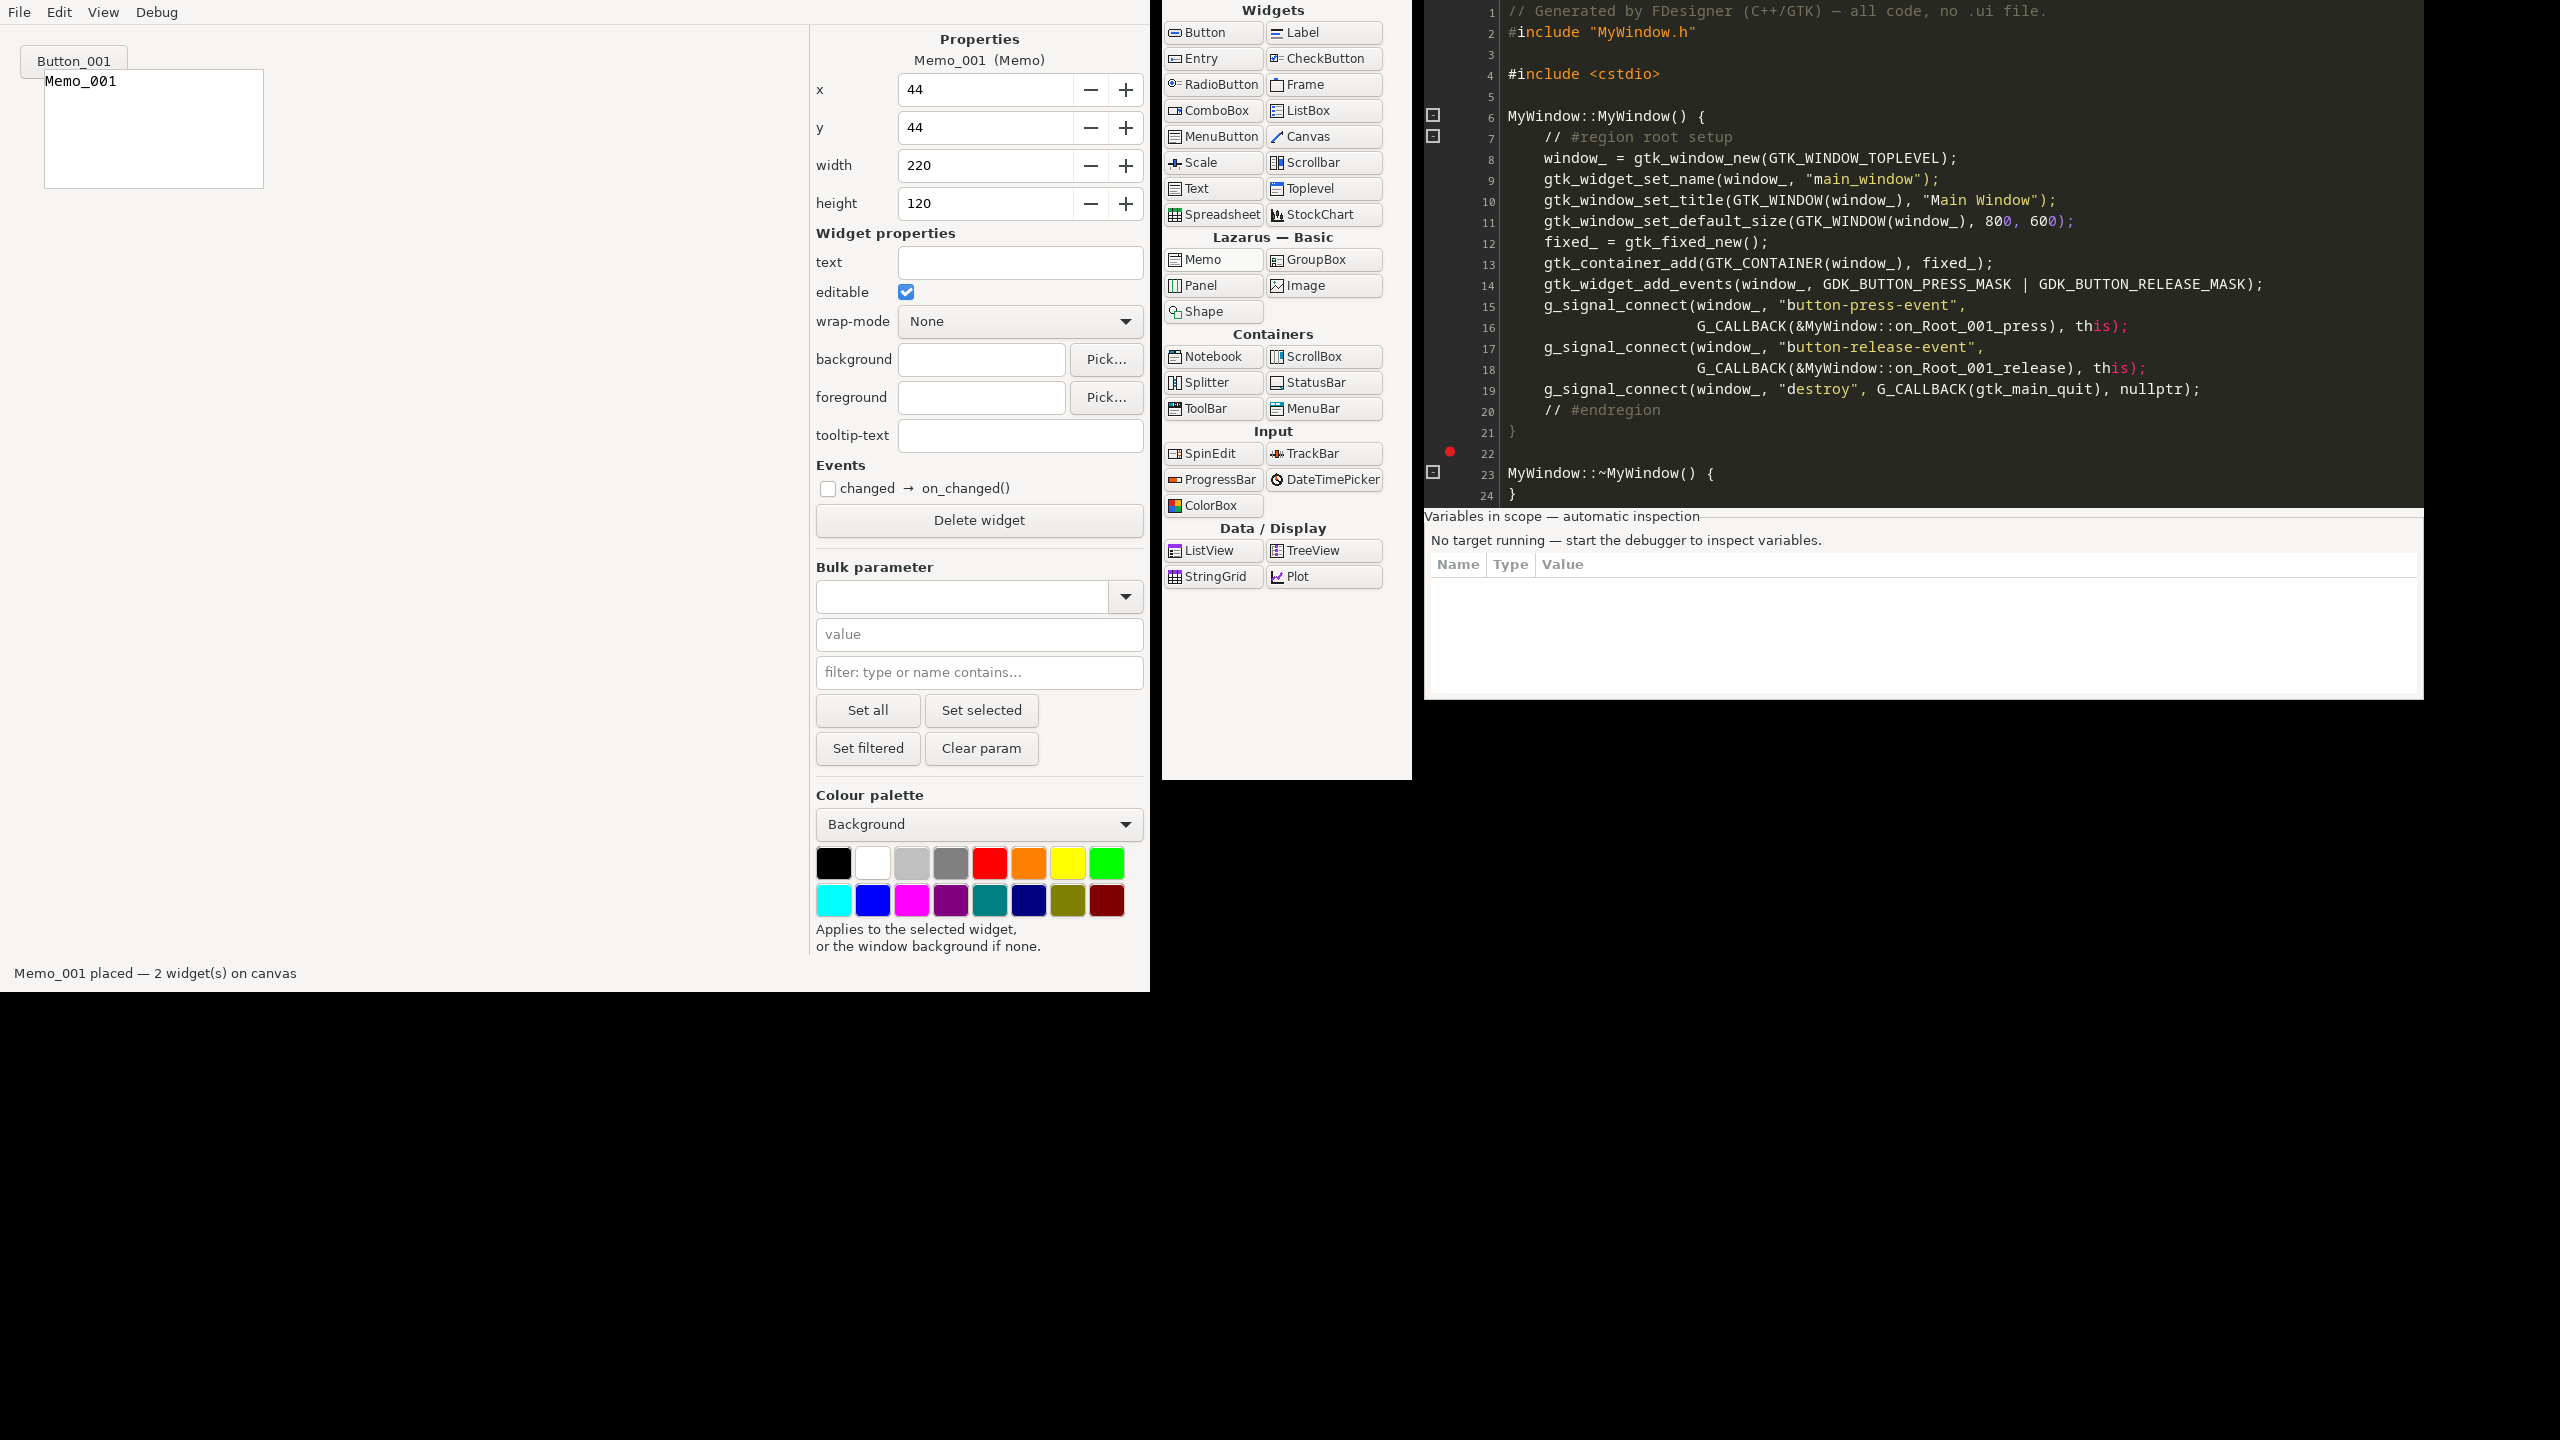 File Edit View Debug
Button_001
Memo_001
Memo_001 placed — 2 widget(s) on canvas
Properties
Memo_001 (Memo)
x 44
y 44
width 220
height 120
Widget properties
text
editable
wrap-mode None
background Pick...
foreground Pick...
tooltip-text
Events
changed → on_changed()
Delete widget
Bulk parameter
value
filter: type or name contains...
Set all Set selected
Set filtered Clear param
Colour palette
Background
Applies to the selected widget,
or the window background if none.
Widgets
Button Label
Entry CheckButton
RadioButton Frame
ComboBox ListBox
MenuButton Canvas
Scale Scrollbar
Text Toplevel
Spreadsheet StockChart
Lazarus — Basic
Memo GroupBox
Panel Image
Shape
Containers
Notebook ScrollBox
Splitter StatusBar
ToolBar MenuBar
Input
SpinEdit TrackBar
ProgressBar DateTimePicker
ColorBox
Data / Display
ListView TreeView
StringGrid Plot
1 // Generated by FDesigner (C++/GTK) — all code, no .ui file.
2 #include "MyWindow.h"
3
4 #include <cstdio>
5
6 MyWindow::MyWindow() {
7 // #region root setup
8 window_ = gtk_window_new(GTK_WINDOW_TOPLEVEL);
9 gtk_widget_set_name(window_, "main_window");
10 gtk_window_set_title(GTK_WINDOW(window_), "Main Window");
11 gtk_window_set_default_size(GTK_WINDOW(window_), 800, 600);
12 fixed_ = gtk_fixed_new();
13 gtk_container_add(GTK_CONTAINER(window_), fixed_);
14 gtk_widget_add_events(window_, GDK_BUTTON_PRESS_MASK | GDK_BUTTON_RELEASE_MASK);
15 g_signal_connect(window_, "button-press-event",
16 G_CALLBACK(&MyWindow::on_Root_001_press), this);
17 g_signal_connect(window_, "button-release-event",
18 G_CALLBACK(&MyWindow::on_Root_001_release), this);
19 g_signal_connect(window_, "destroy", G_CALLBACK(gtk_main_quit), nullptr);
20 // #endregion
21 }
22
23 MyWindow::~MyWindow() {
24 }
Variables in scope — automatic inspection
No target running — start the debugger to inspect variables.
Name Type Value